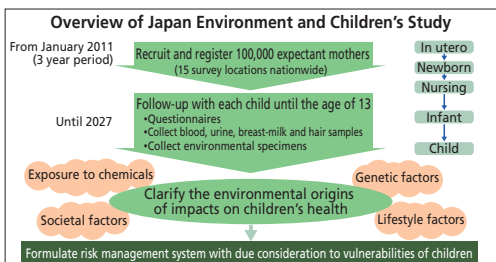 Overview of Japan Environment and Children's Study
From January 2011
(3 year period)
Recruit and register 100,000 expectant mothers
(15 survey locations nationwide)
In utero
Newborn
Nursing
Infant
Child
Until 2027
Follow-up with each child until the age of 13
•Questionnaires
•Collect blood, urine, breast-milk and hair samples
•Collect environmental specimens
Exposure to chemicals
Genetic factors
Clarify the environmental origins
of impacts on children's health
Societal factors
Lifestyle factors
Formulate risk management system with due consideration to vulnerabilities of children